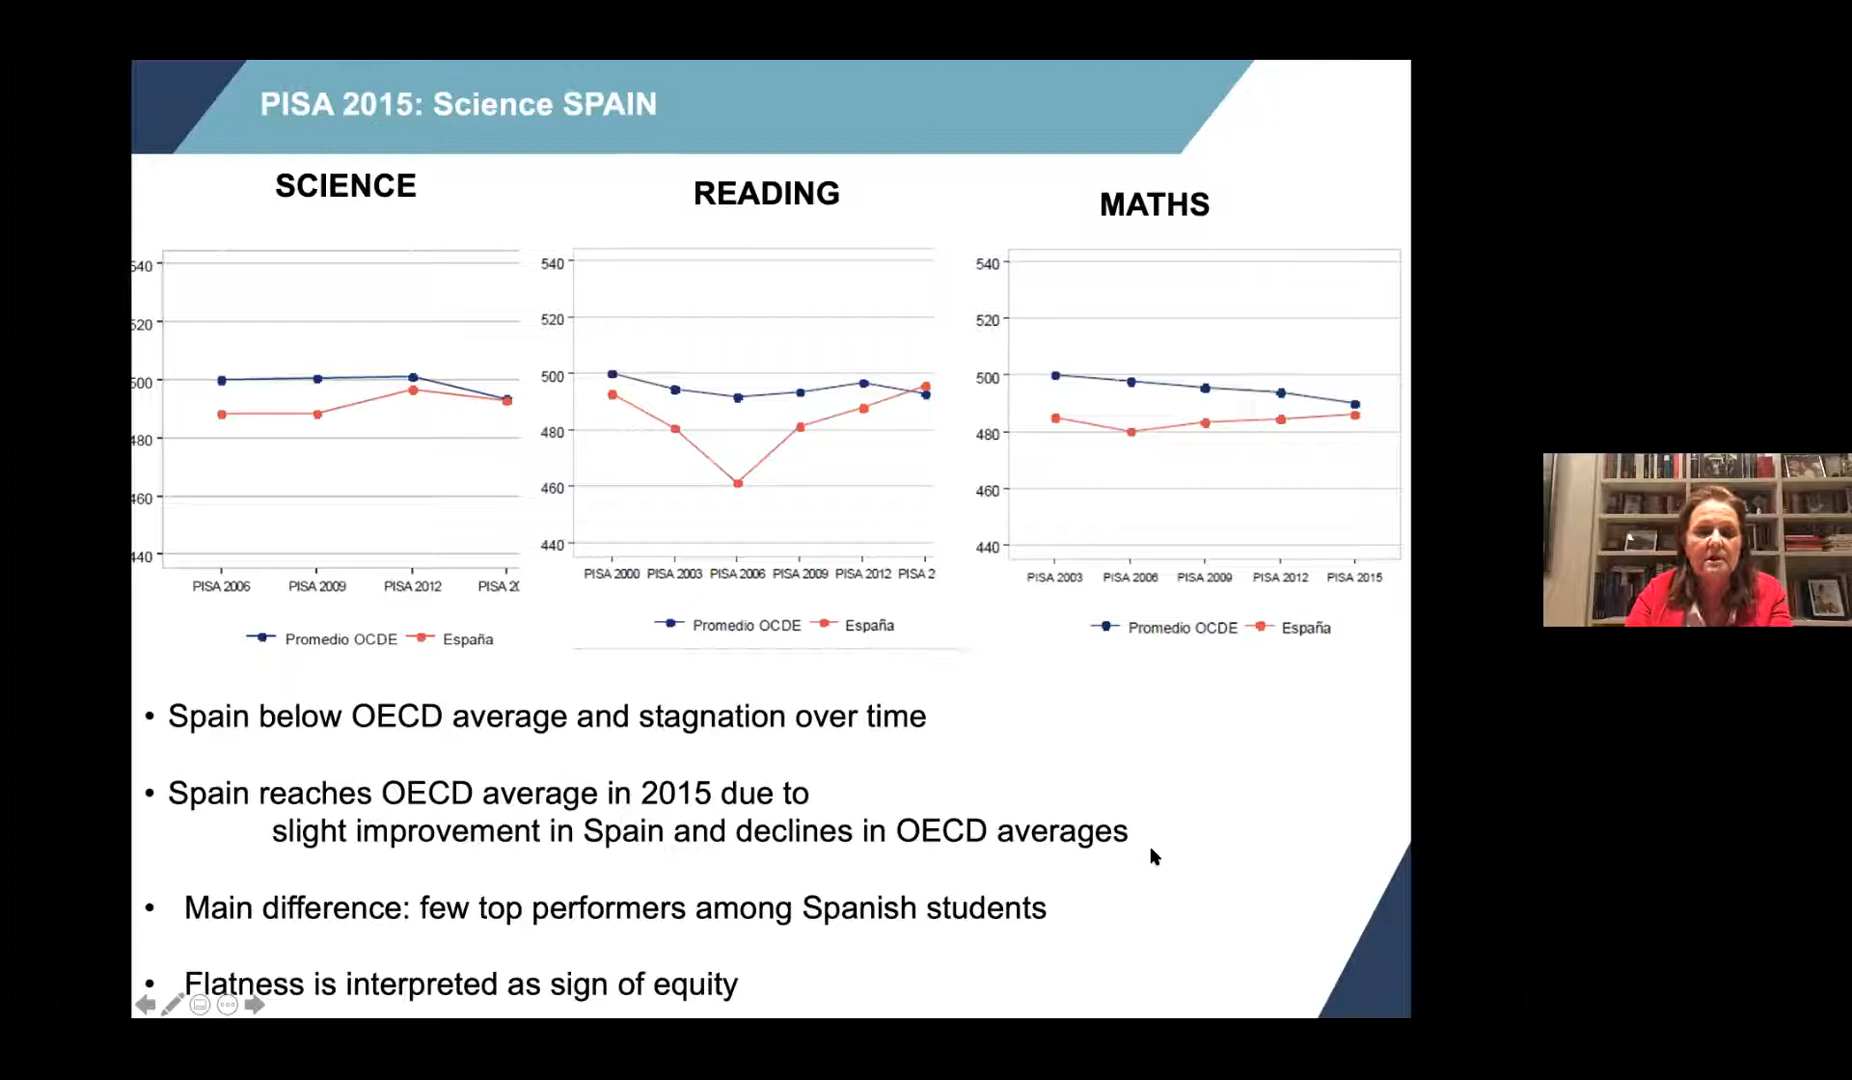 PISA 2015: Science SPAIN
SCIENCE
READING
MATHS
540
520
500
480
460
440
PISA 2006 PISA 2009 PISA 2012 PISA 20
Promedio OCDE España
540
520
500
480
460
440
PISA 2000 PISA 2003 PISA 2006 PISA 2009 PISA 2012 PISA 2
Promedio OCDE España
540
520
500
480
460
440
PISA 2003 PISA 2006 PISA 2009 PISA 2012 PISA 2015
Promedio OCDE España
• Spain below OECD average and stagnation over time
• Spain reaches OECD average in 2015 due to
slight improvement in Spain and declines in OECD averages
• Main difference: few top performers among Spanish students
• Flatness is interpreted as sign of equity